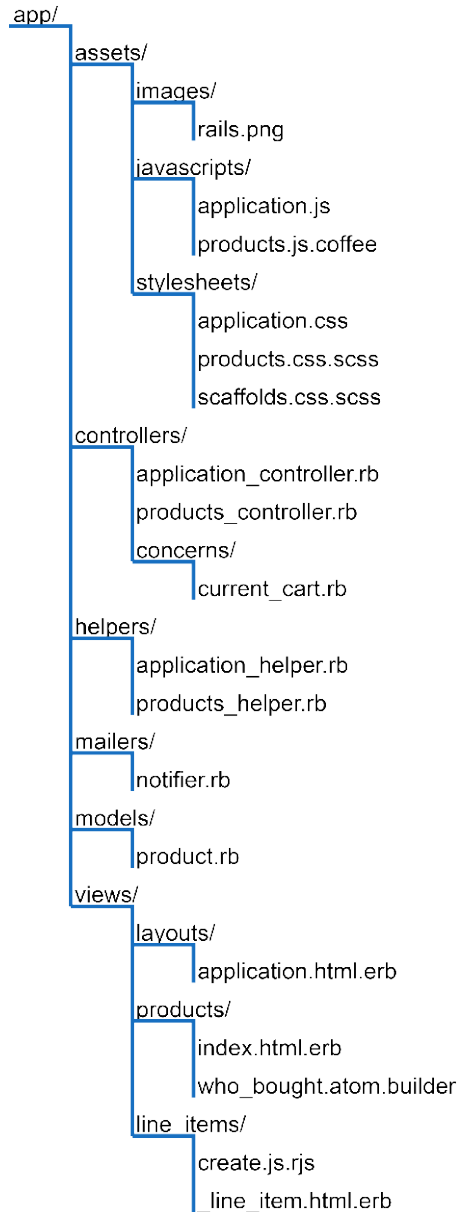 app/
assets/
images/
rails.png
javascripts/
application.js
products.js.coffee
stylesheets/
application.css
products.css.scss
scaffolds.css.scss
controllers/
application_controller.rb
products_controller.rb
concerns/
current_cart.rb
helpers/
application_helper.rb
products_helper.rb
mailers/
notifier.rb
models/
product.rb
views/
layouts/
application.html.erb
products/
index.html.erb
who_bought.atom.builder
line_items/
create.js.rjs
_line_item.html.erb